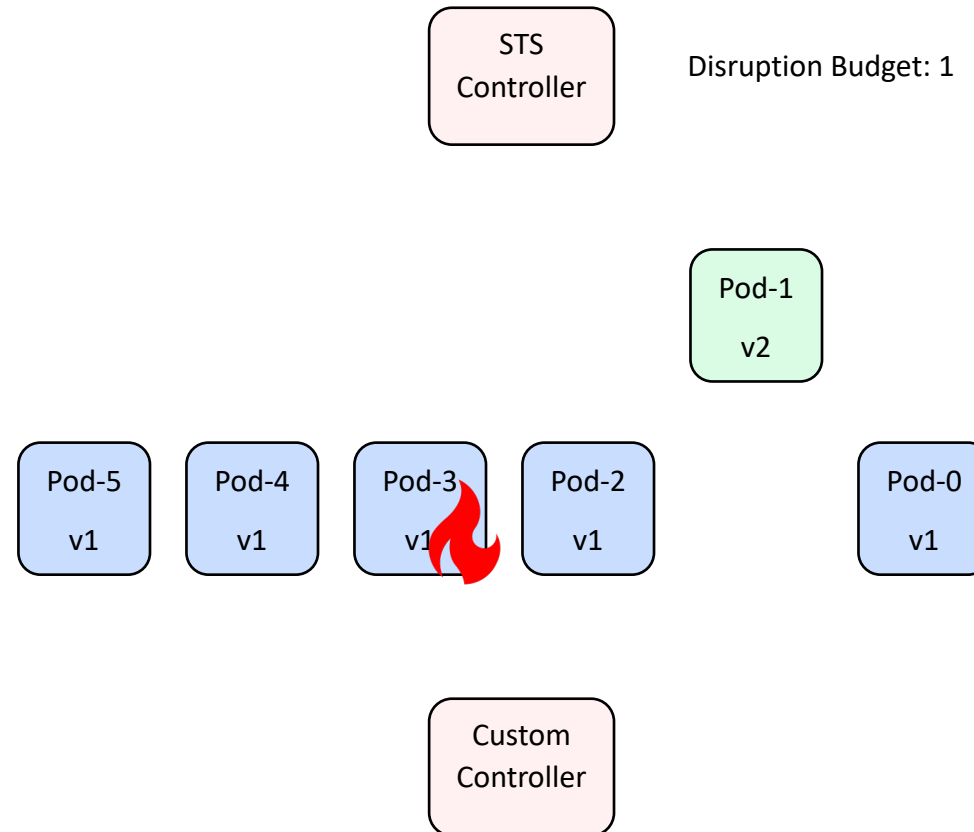 STS
Controller
Disruption Budget: 1
Pod-1
v2
Pod-5
v1
Pod-4
v1
Pod-3
v1
Pod-2
v1
Pod-0
v1
Custom
Controller